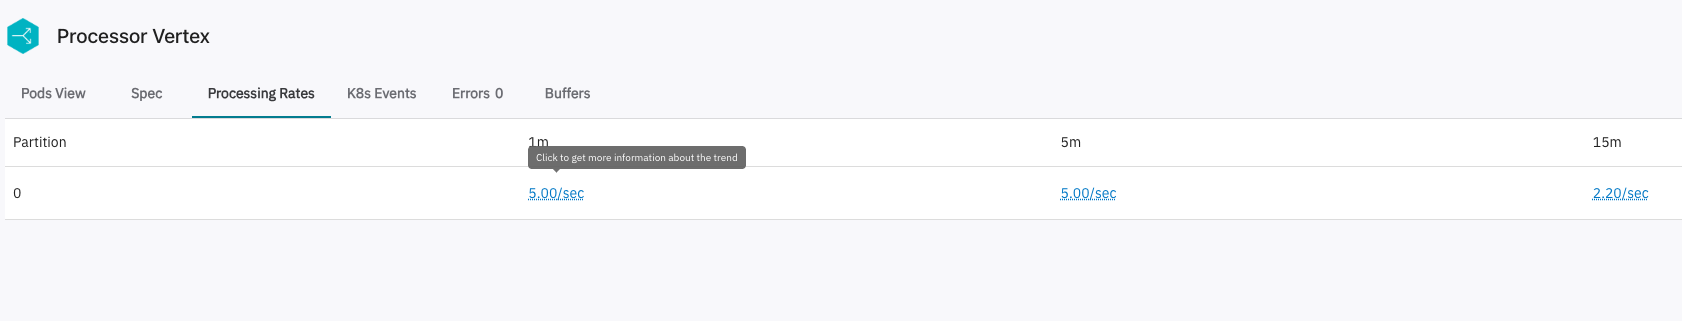 Processor Vertex
Pods View Spec Processing Rates K8s Events Errors 0 Buffers
Partition 1m 5m 15m
Click to get more information about the trend
0 5.00/sec 5.00/sec 2.20/sec